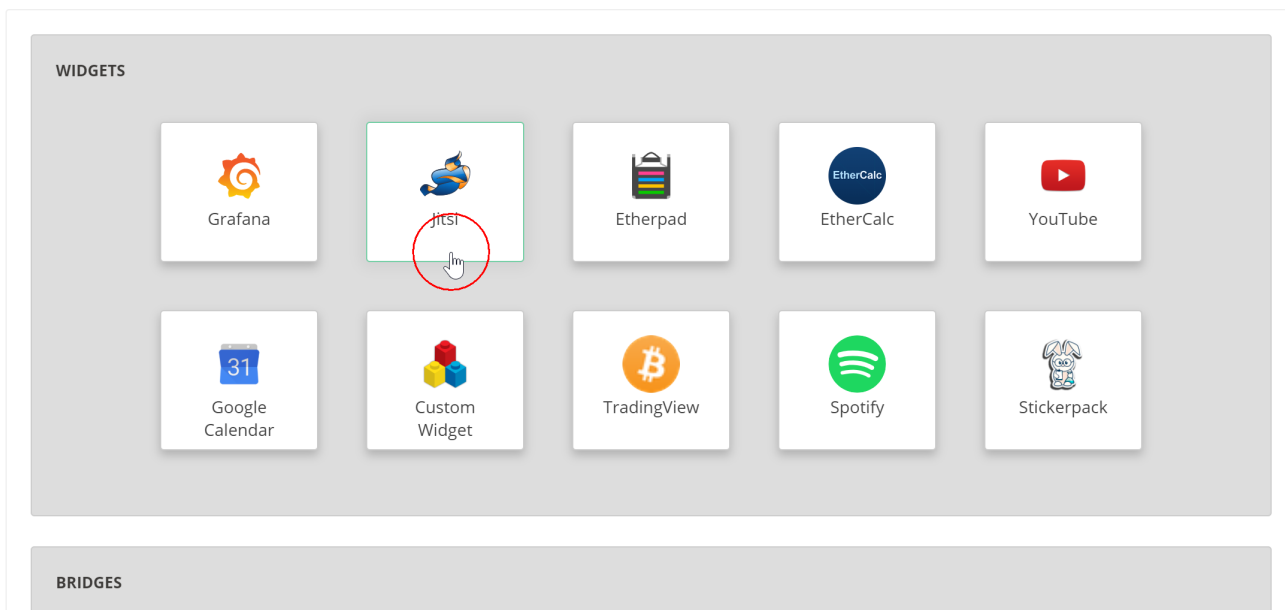 WIDGETS
Grafana
Jitsi
Etherpad
EtherCalc
EtherCalc
YouTube
31
Google
Calendar
Custom
Widget
TradingView
Spotify
Stickerpack
BRIDGES